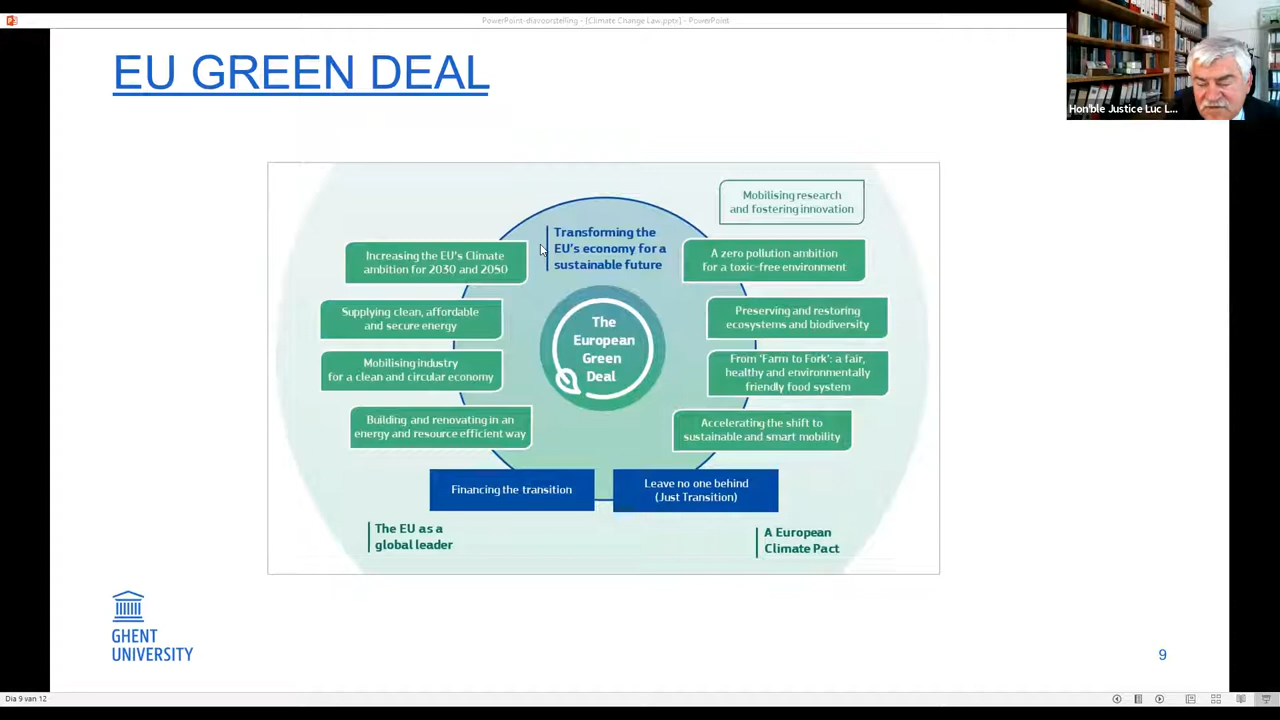 PowerPoint-diavoorstelling - [Climate Change Law.pptx] - PowerPoint
Hon'ble Justice Luc L...
EU GREEN DEAL
Mobilising research
and fostering innovation
Transforming the
EU's economy for a
sustainable future
Increasing the EU's Climate
ambition for 2030 and 2050
A zero pollution ambition
for a toxic-free environment
Supplying clean, affordable
and secure energy
Preserving and restoring
ecosystems and biodiversity
The
European
Green
Deal
Mobilising industry
for a clean and circular economy
From 'Farm to Fork': a fair,
healthy and environmentally
friendly food system
Building and renovating in an
energy and resource efficient way
Accelerating the shift to
sustainable and smart mobility
Financing the transition
Leave no one behind
(Just Transition)
The EU as a
global leader
A European
Climate Pact
GHENT
UNIVERSITY
9
Dia 9 van 12